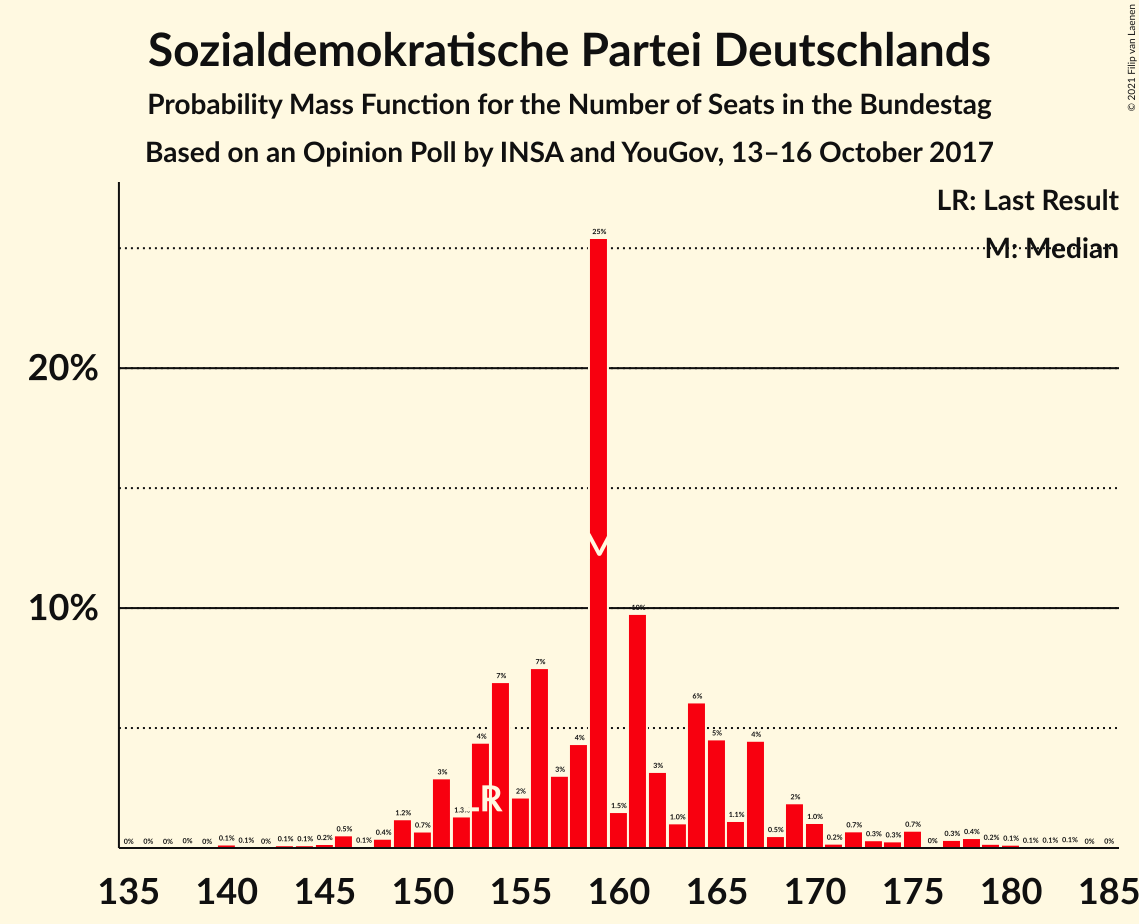 Sozialdemokratische Partei Deutschlands
Probability Mass Function for the Number of Seats in the Bundestag
Based on an Opinion Poll by INSA and YouGov, 13–16 October 2017
© 2021 Filip van Laenen
LR: Last Result
M: Median
20%
10%
0% 0% 0% 0% 0% 0.1% 0.1% 0% 0.1% 0.1% 0.2% 0.5% 0.1% 0.4% 1.2% 0.7% 3% 1.3… 4% 7% 2% 7% 3% 4% 25% 1.5% 10% 3% 1.0% 6% 5% 1.1% 4% 0.5% 2% 1.0% 0.2% 0.7% 0.3% 0.3% 0.7% 0% 0.3% 0.4% 0.2% 0.1% 0.1% 0.1% 0.1% 0% 0%
M
LR
135 140 145 150 155 160 165 170 175 180 185